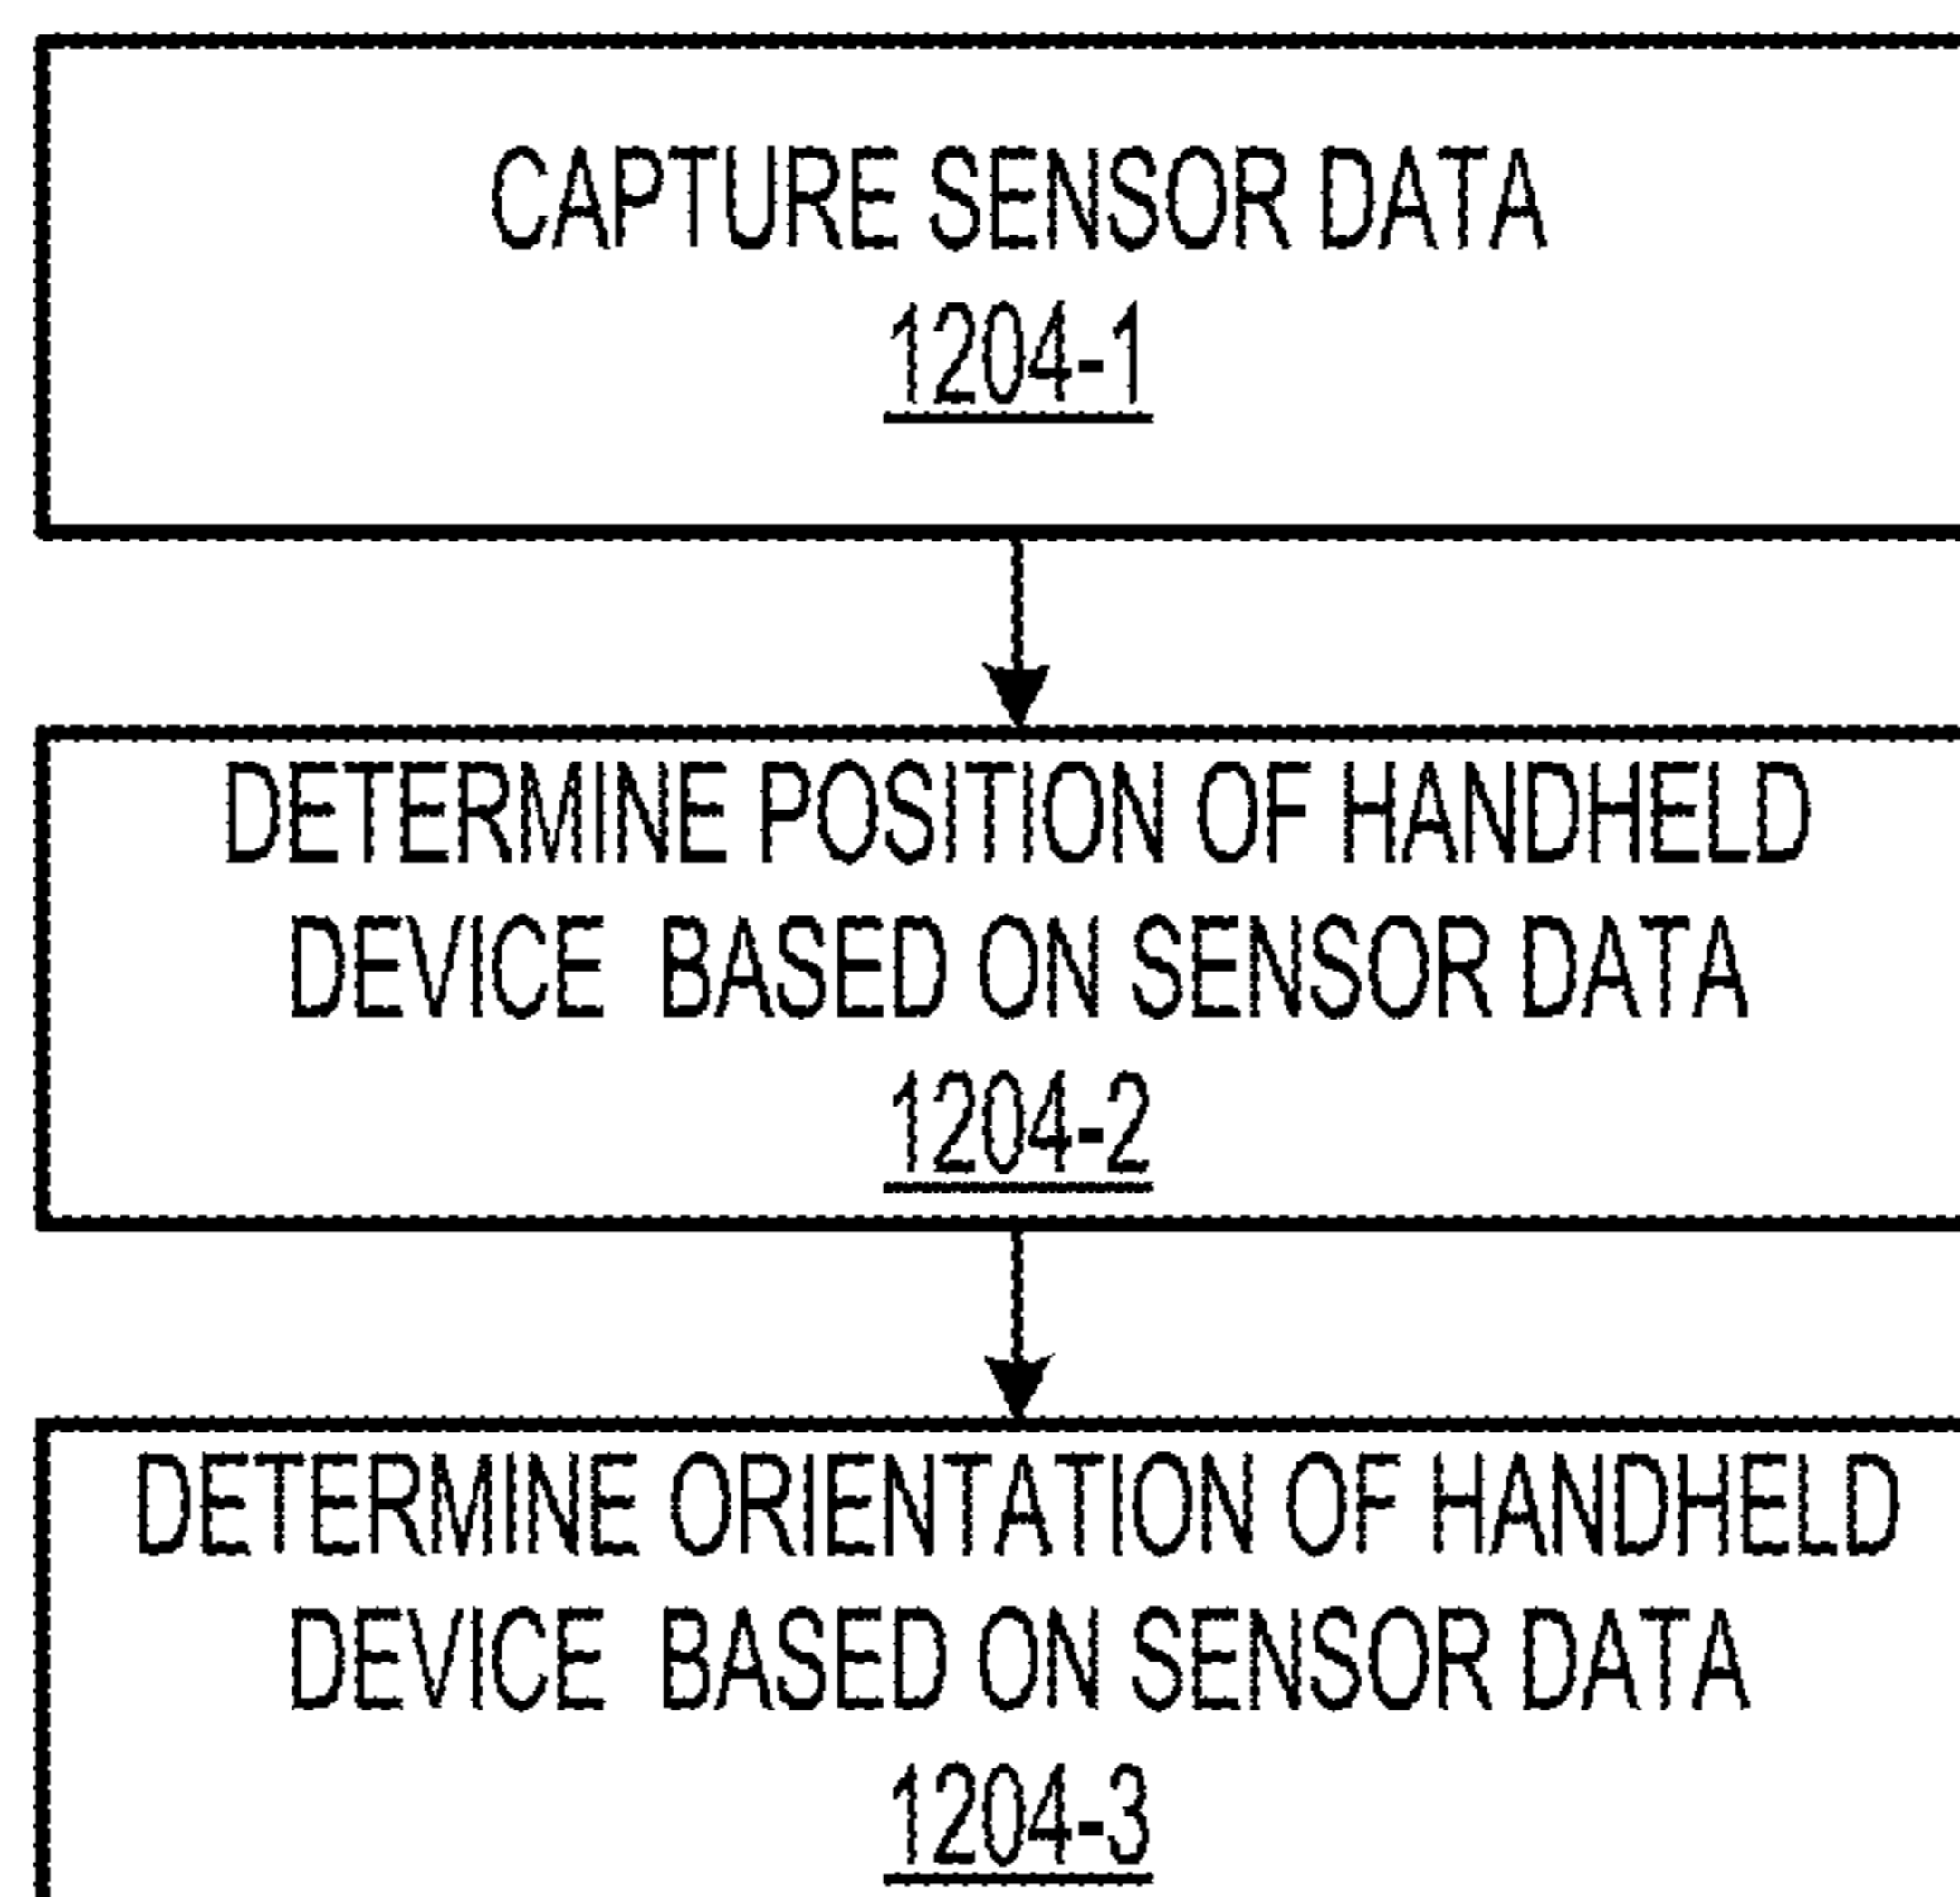 CAPTURE SENSOR DATA
1204-1
DETERMINE POSITION OF HANDHELD
DEVICE BASED ON SENSOR DATA
1204-2
DETERMINE ORIENTATION OF HANDHELD
DEVICE BASED ON SENSOR DATA
1204-3